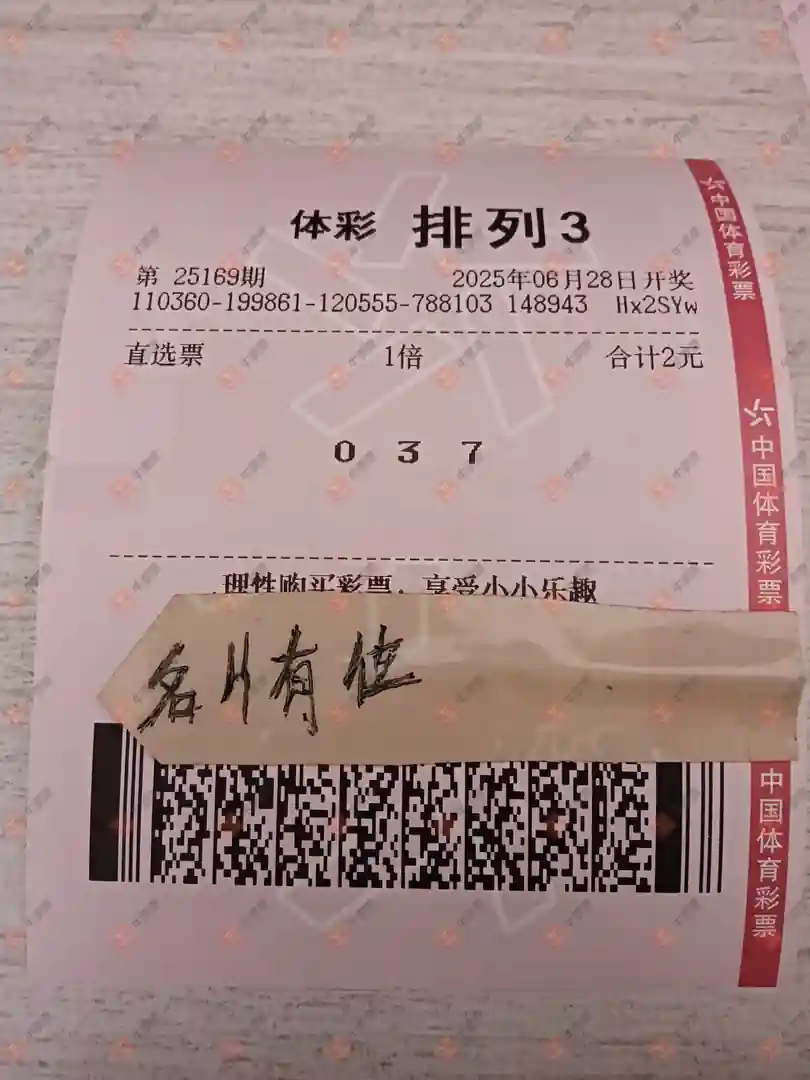 体彩 排列3
第 25169期 2025年06月28日开奖
110360-199861-120555-788103 148943 Hx2SYw
直选票 1倍 合计2元
0 3 7
理性购买彩票，享受小小乐趣
名片有位
中国体育彩票
中国体育彩票
中国体育彩票